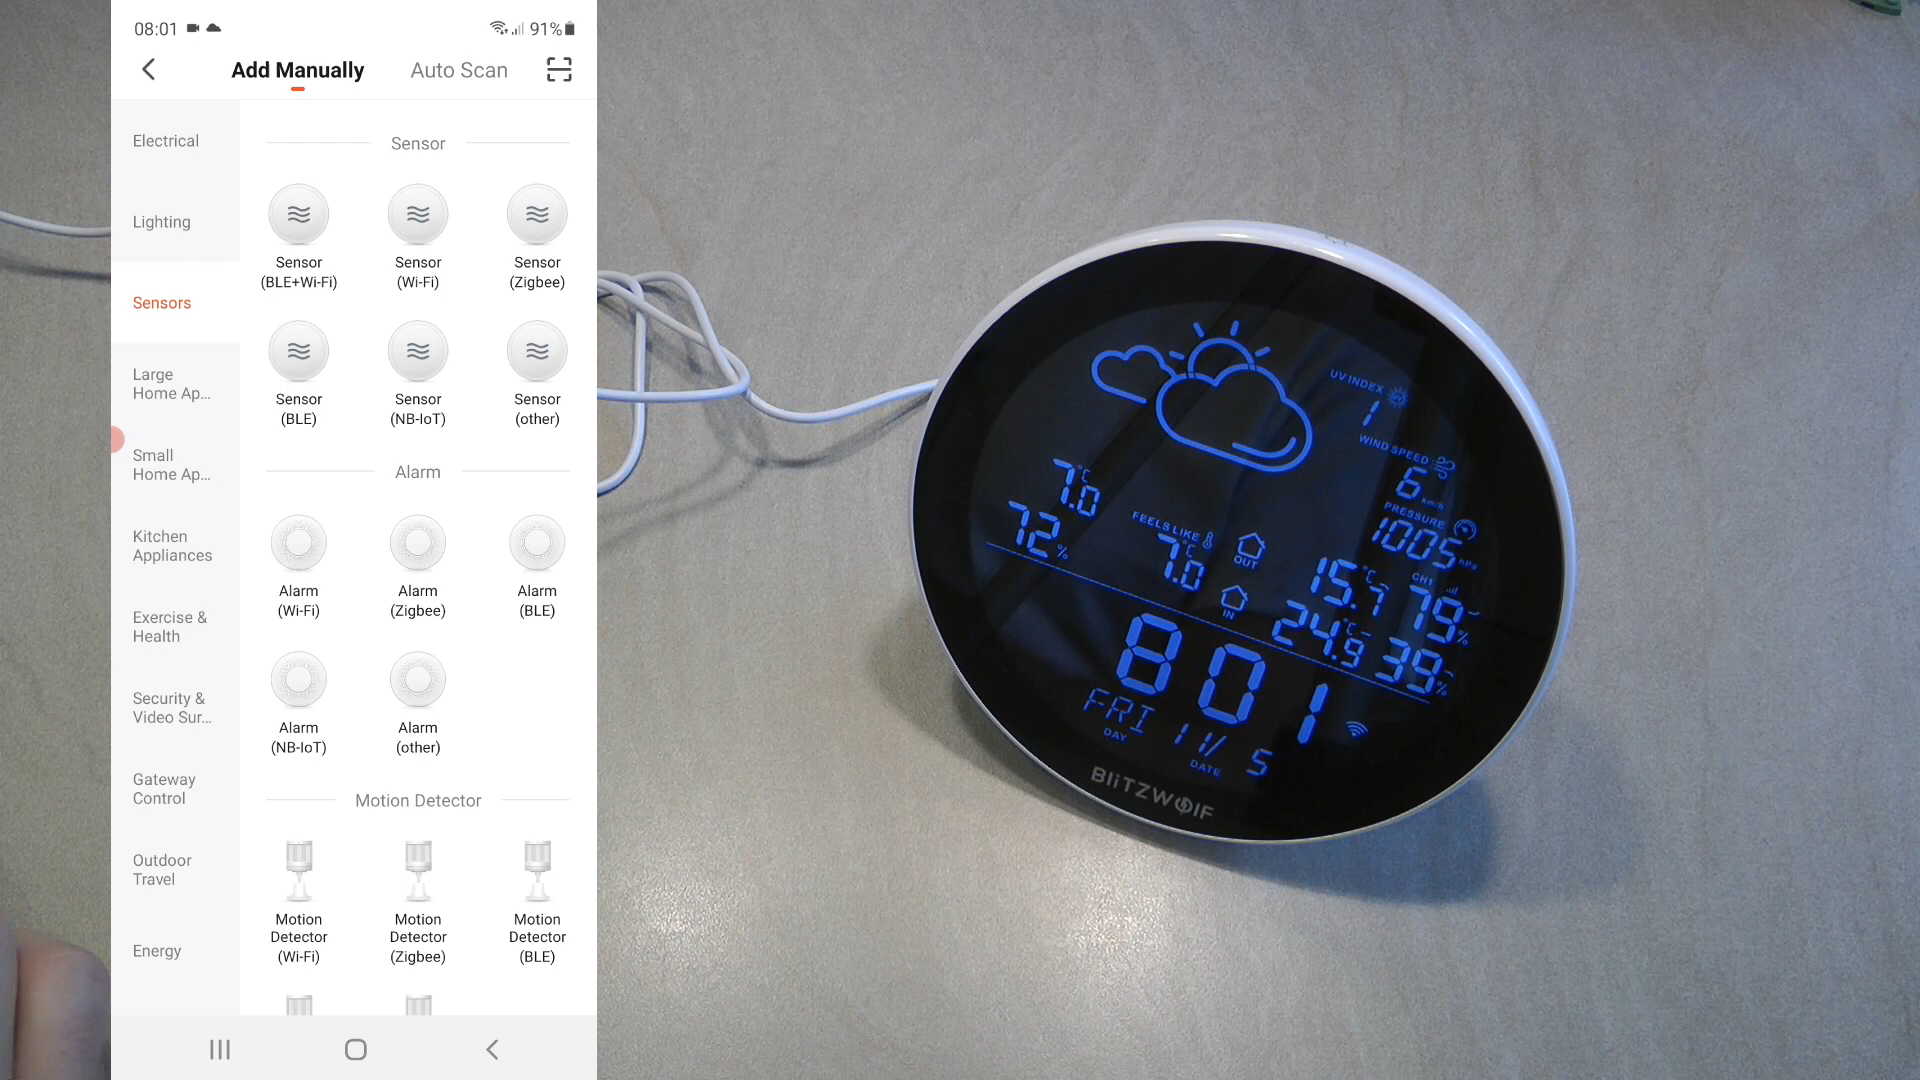 08:01
91%
Add Manually
Auto Scan
Electrical
Lighting
Sensors
Large
Home Ap...
Small
Home Ap...
Kitchen
Appliances
Exercise &
Health
Security &
Video Sur...
Gateway
Control
Outdoor
Travel
Energy
Sensor
Sensor
(BLE+Wi-Fi)
Sensor
(Wi-Fi)
Sensor
(Zigbee)
Sensor
(BLE)
Sensor
(NB-IoT)
Sensor
(other)
Alarm
Alarm
(Wi-Fi)
Alarm
(Zigbee)
Alarm
(BLE)
Alarm
(NB-IoT)
Alarm
(other)
Motion Detector
Motion
Detector
(Wi-Fi)
Motion
Detector
(Zigbee)
Motion
Detector
(BLE)
UV INDEX
1
WIND SPEED
6 km/h
PRESSURE
1005 hPa
7.0°C
72%
FEELS LIKE
7.0°C
OUT
CH1
15.7°C 79%
IN
24.9°C 39%
8 01
FRI 11/ 5
DAY
DATE
BLiTZWOlF